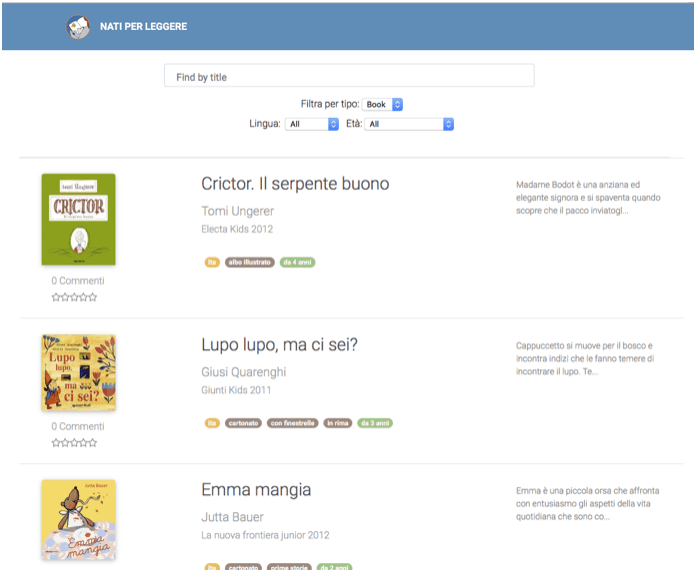 NATI PER LEGGERE
Find by title
Filtra per tipo: Book
Lingua: All Età: All
tomi Ungerer
CRICTOR
Crictor. Il serpente buono
Tomi Ungerer
Electa Kids 2012
ita albo illustrato da 4 anni
Madame Bodot è una anziana ed
elegante signora e si spaventa quando
scopre che il pacco inviatogl...
0 Commenti
Lupo
lupo,
ma
ci sei?
Lupo lupo, ma ci sei?
Giusi Quarenghi
Giunti Kids 2011
ita cartonato con finestrelle in rima da 3 anni
Cappuccetto si muove per il bosco e
incontra indizi che le fanno temere di
incontrare il lupo. Te...
0 Commenti
Jutta Bauer
Emma
mangia
Emma mangia
Jutta Bauer
La nuova frontiera junior 2012
ita cartonato prime storie da 2 anni
Emma è una piccola orsa che affronta
con entusiasmo gli aspetti della vita
quotidiana che sono co...